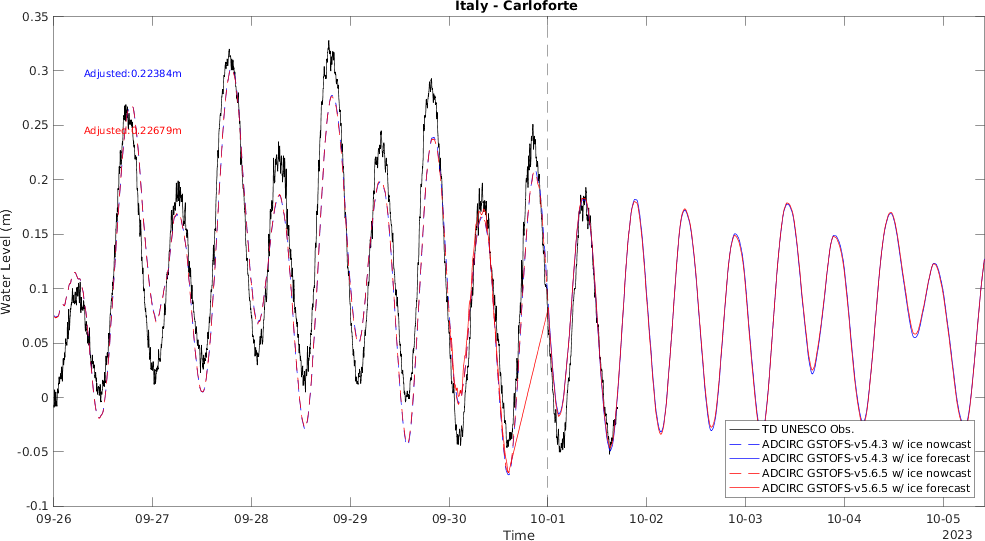 Italy - Carloforte
0.35
0.3
0.25
0.2
0.15
0.1
0.05
0
-0.05
-0.1
Water Level (m)
Adjusted:0.22384m
Adjusted:0.22679m
TD UNESCO Obs.
ADCIRC GSTOFS-v5.4.3 w/ ice nowcast
ADCIRC GSTOFS-v5.4.3 w/ ice forecast
ADCIRC GSTOFS-v5.6.5 w/ ice nowcast
ADCIRC GSTOFS-v5.6.5 w/ ice forecast
09-26 09-27 09-28 09-29 09-30 10-01 10-02 10-03 10-04 10-05
Time
2023